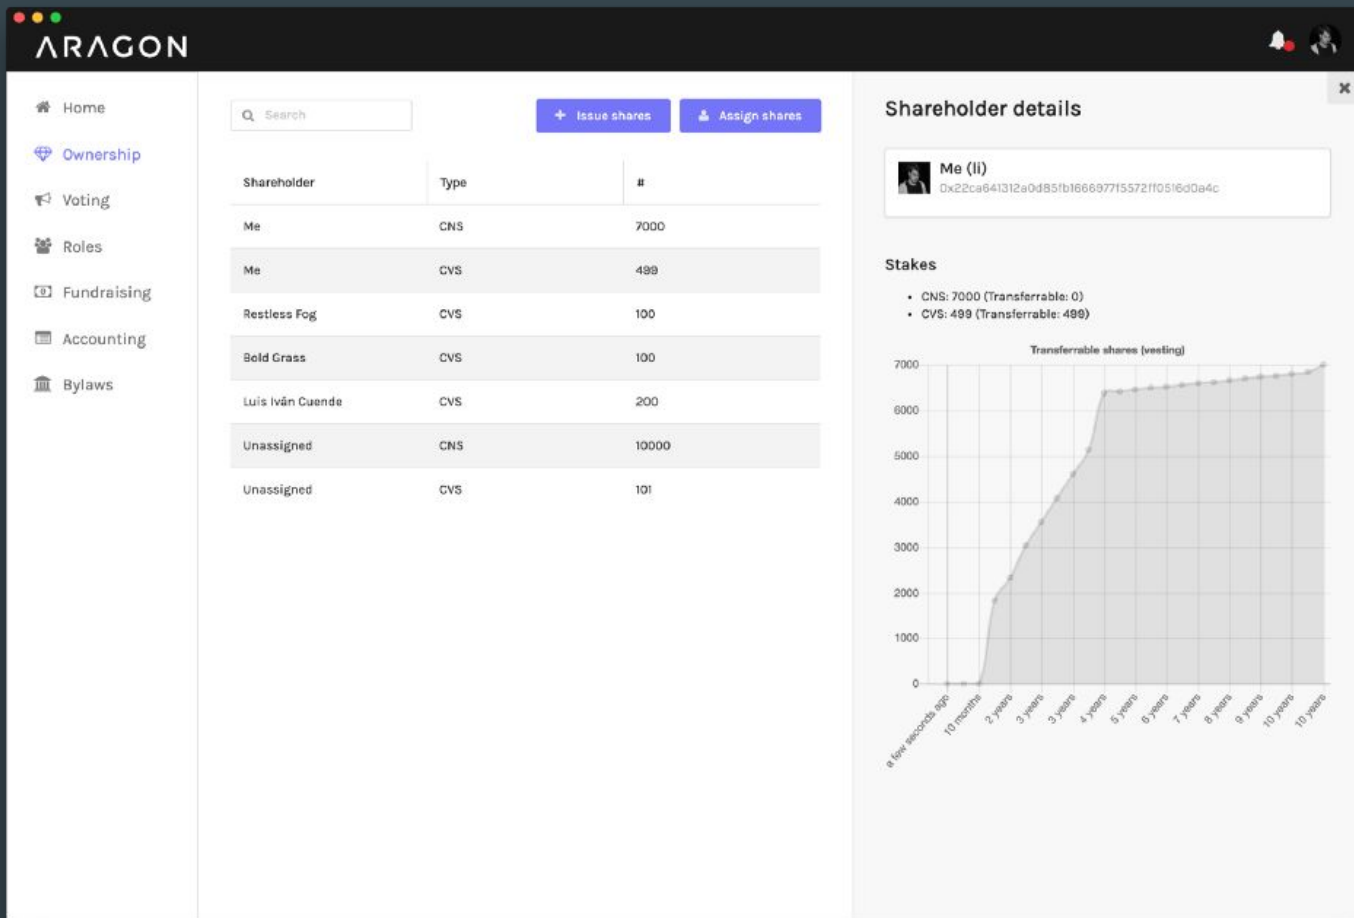 ARAGON
Home
Ownership
Voting
Roles
Fundraising
Accounting
Bylaws
Search
+ Issue shares
Assign shares
Shareholder Type #
Me CNS 7000
Me CVS 499
Restless Fog CVS 100
Bold Grass CVS 100
Luis Iván Cuende CVS 200
Unassigned CNS 10000
Unassigned CVS 101
Shareholder details
Me (li)
Stakes
• CNS: 7000 (Transferrable: 0)
• CVS: 499 (Transferrable: 499)
Transferrable shares (vesting)
7000
6000
5000
4000
3000
2000
1000
0
a few seconds ago
10 months
2 years
3 years
3 years
4 years
5 years
6 years
7 years
8 years
9 years
10 years
10 years